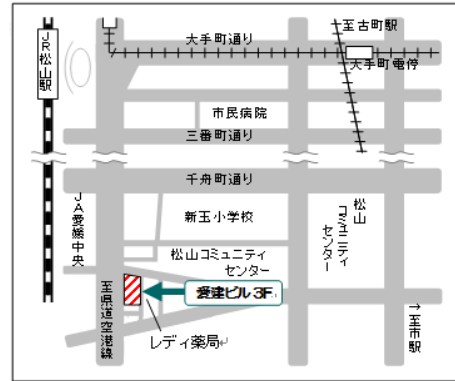 至古町駅
大手町通り
大手町電停
JR松山駅
市民病院
三番町通り
千舟町通り
JA愛媛中央
新玉小学校
松山
コミュニティ
センター
松山コミュニティ
センター
至県道空港線
愛建ビル3F
→至市駅
レディ薬局